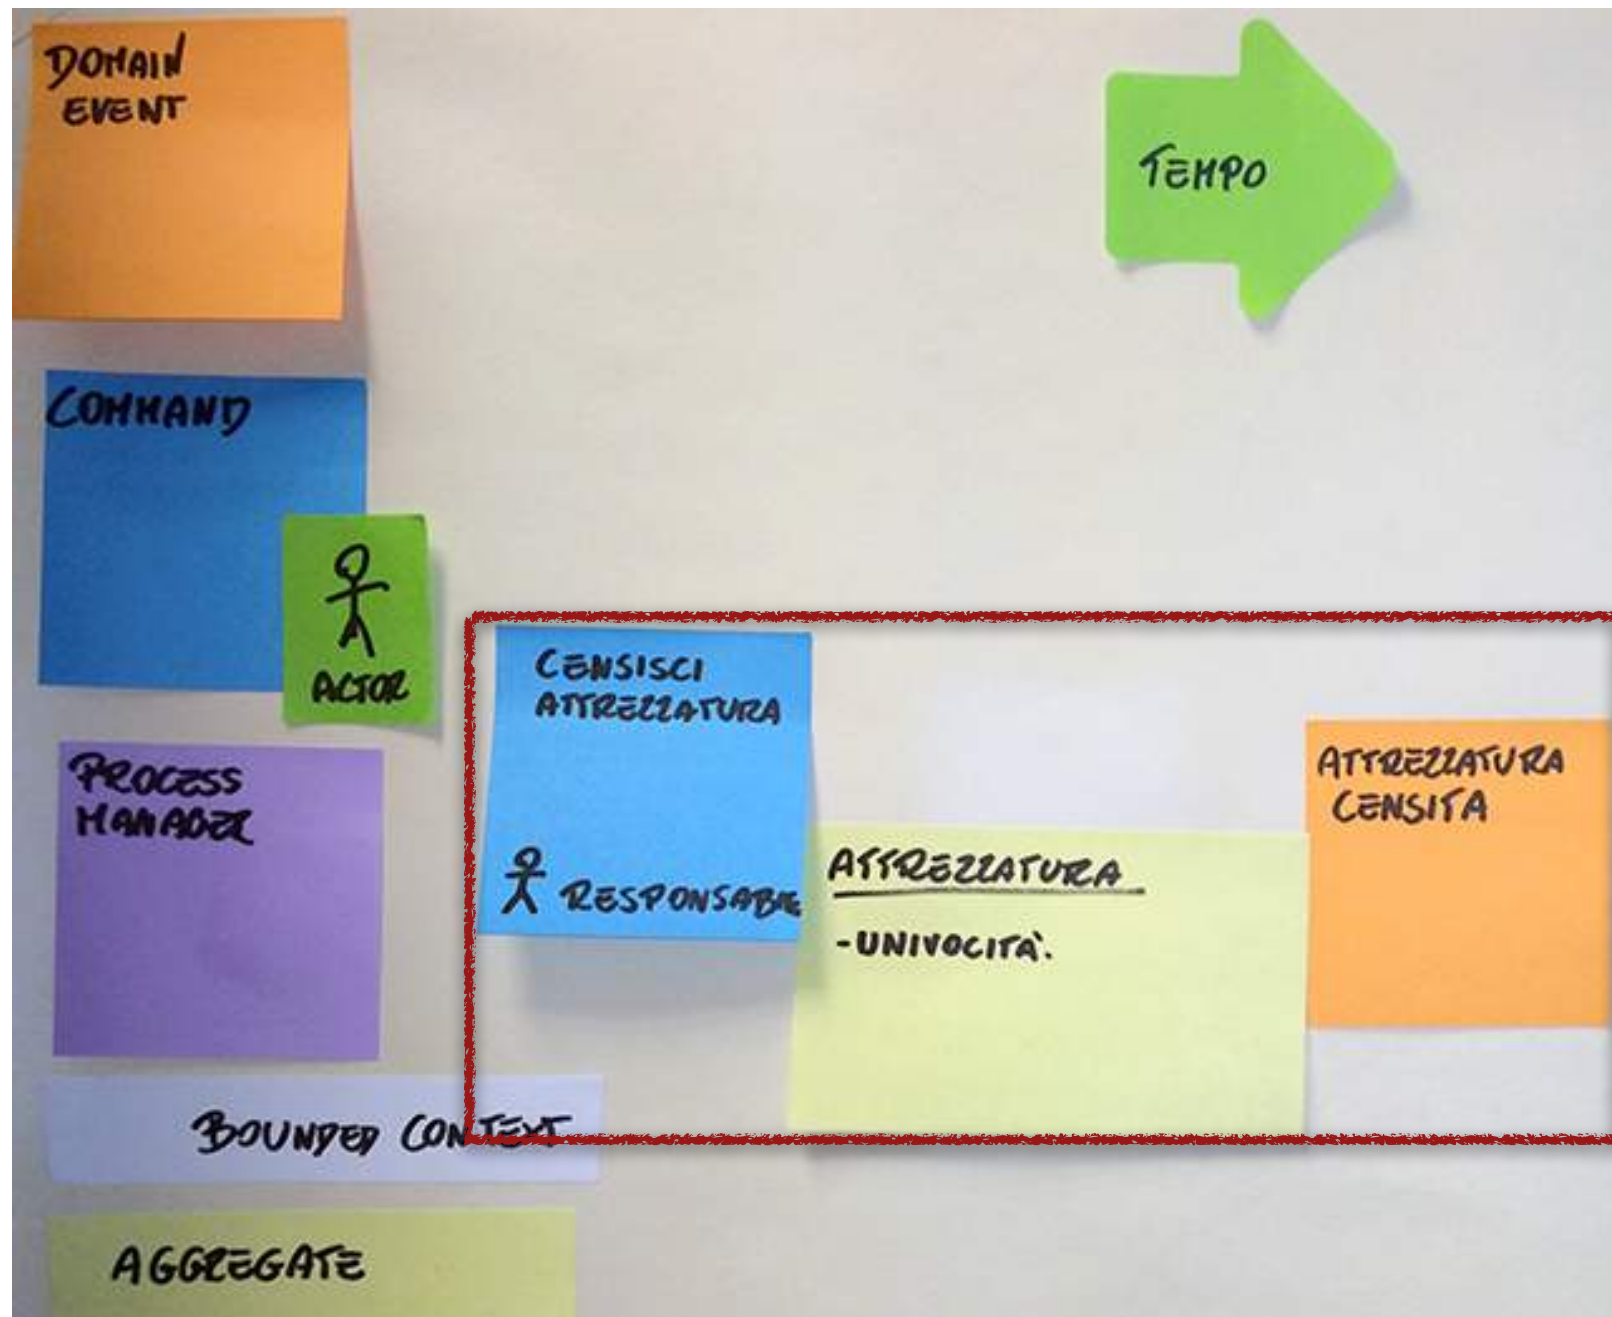 DOMAIN
EVENT
TEMPO
COMMAND
ACTOR
PROCESS
MANAGER
BOUNDED CONTEXT
AGGREGATE
CENSISCI
ATTREZZATURA
RESPONSABILE
ATTREZZATURA
-UNIVOCITÀ.
ATTREZZATURA
CENSITA